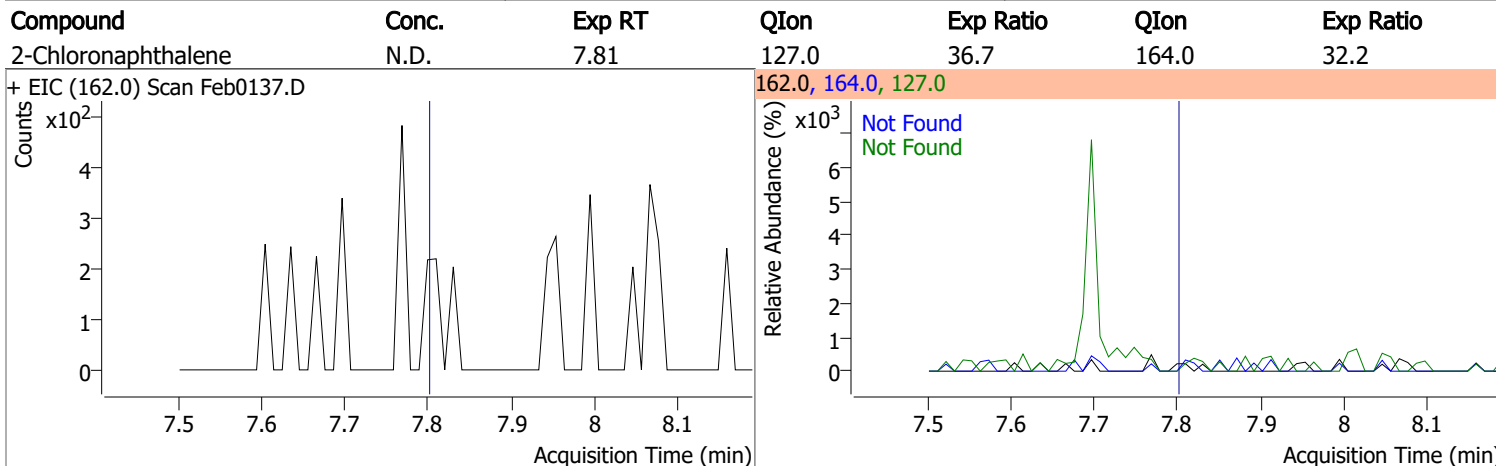 Compound Conc. Exp RT QIon Exp Ratio QIon Exp Ratio
2-Chloronaphthalene N.D. 7.81 127.0 36.7 164.0 32.2
+ EIC (162.0) Scan Feb0137.D
Counts
x10²
4
3
2
1
0
7.5 7.6 7.7 7.8 7.9 8 8.1
Acquisition Time (min)
162.0, 164.0, 127.0
Relative Abundance (%)
x10³
Not Found
Not Found
6
5
4
3
2
1
0
7.5 7.6 7.7 7.8 7.9 8 8.1
Acquisition Time (min)